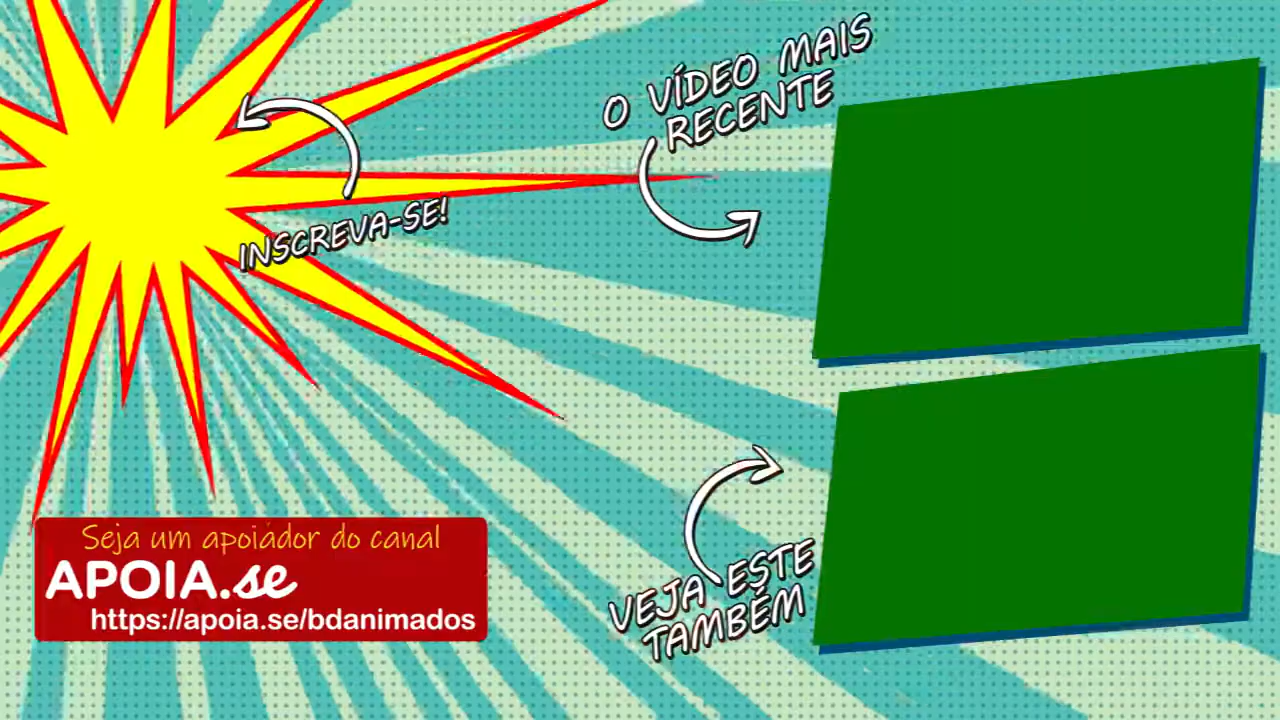 O VÍDEO MAIS
RECENTE
INSCREVA-SE!
Seja um apoiador do canal
APOIA.se
https://apoia.se/bdanimados
VEJA ESTE
TAMBÉM